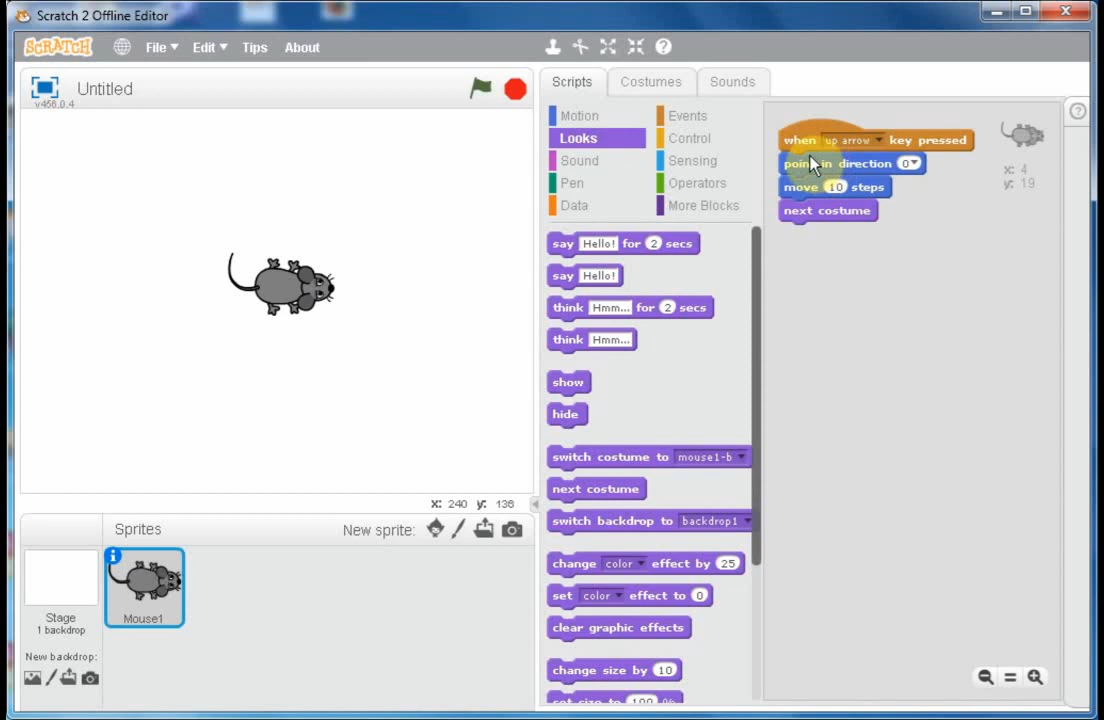 Scratch 2 Offline Editor
SCRATCH File Edit Tips About
v456.0.4
Untitled
Scripts Costumes Sounds
Motion Events
Looks Control
Sound Sensing
Pen Operators
Data More Blocks
say Hello! for 2 secs
say Hello!
think Hmm... for 2 secs
think Hmm...
show
hide
switch costume to mouse1-b
next costume
switch backdrop to backdrop1
change color effect by 25
set color effect to 0
clear graphic effects
change size by 10
set size to 100 %
when up arrow key pressed
point in direction 0
move 10 steps
next costume
x: 4
y: 19
x: 240 y: 136
Sprites New sprite:
Stage
1 backdrop
New backdrop:
Mouse1